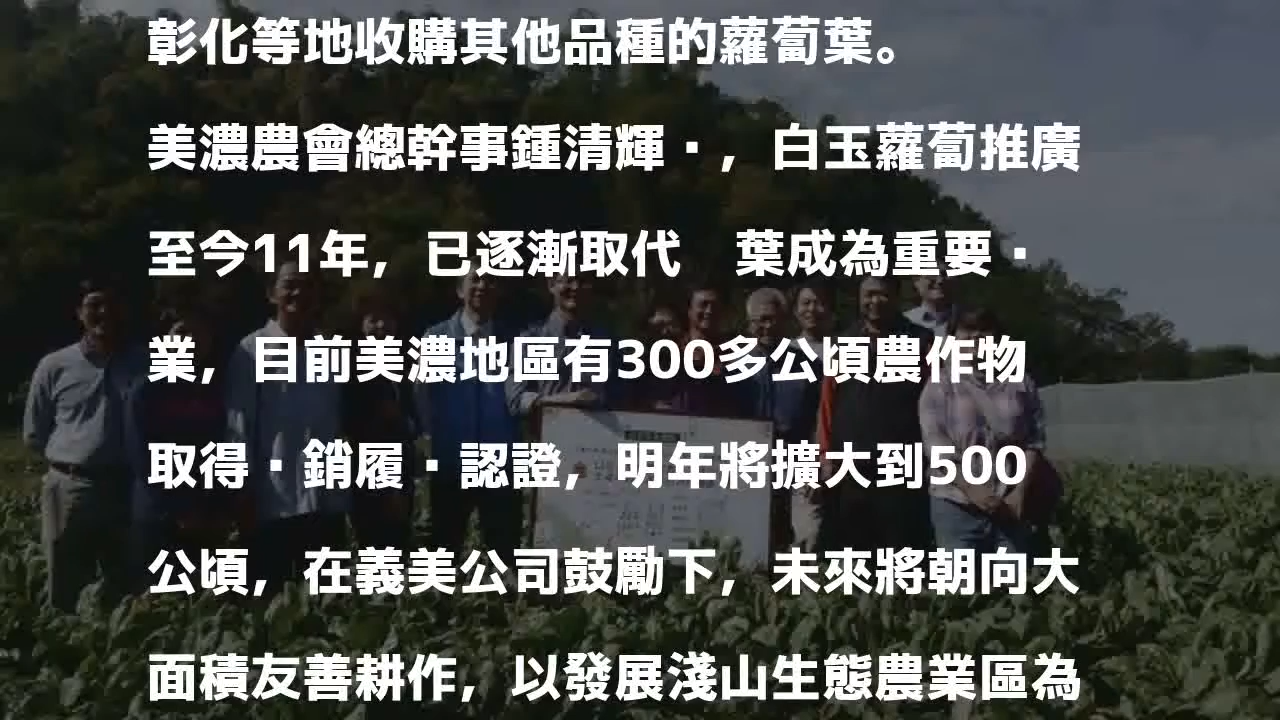 彰化等地收購其他品種的蘿蔔葉。
美濃農會總幹事鍾清輝·，白玉蘿蔔推廣
至今11年，已逐漸取代　葉成為重要·
業，目前美濃地區有300多公頃農作物
取得·銷履·認證，明年將擴大到500
公頃，在義美公司鼓勵下，未來將朝向大
面積友善耕作，以發展淺山生態農業區為